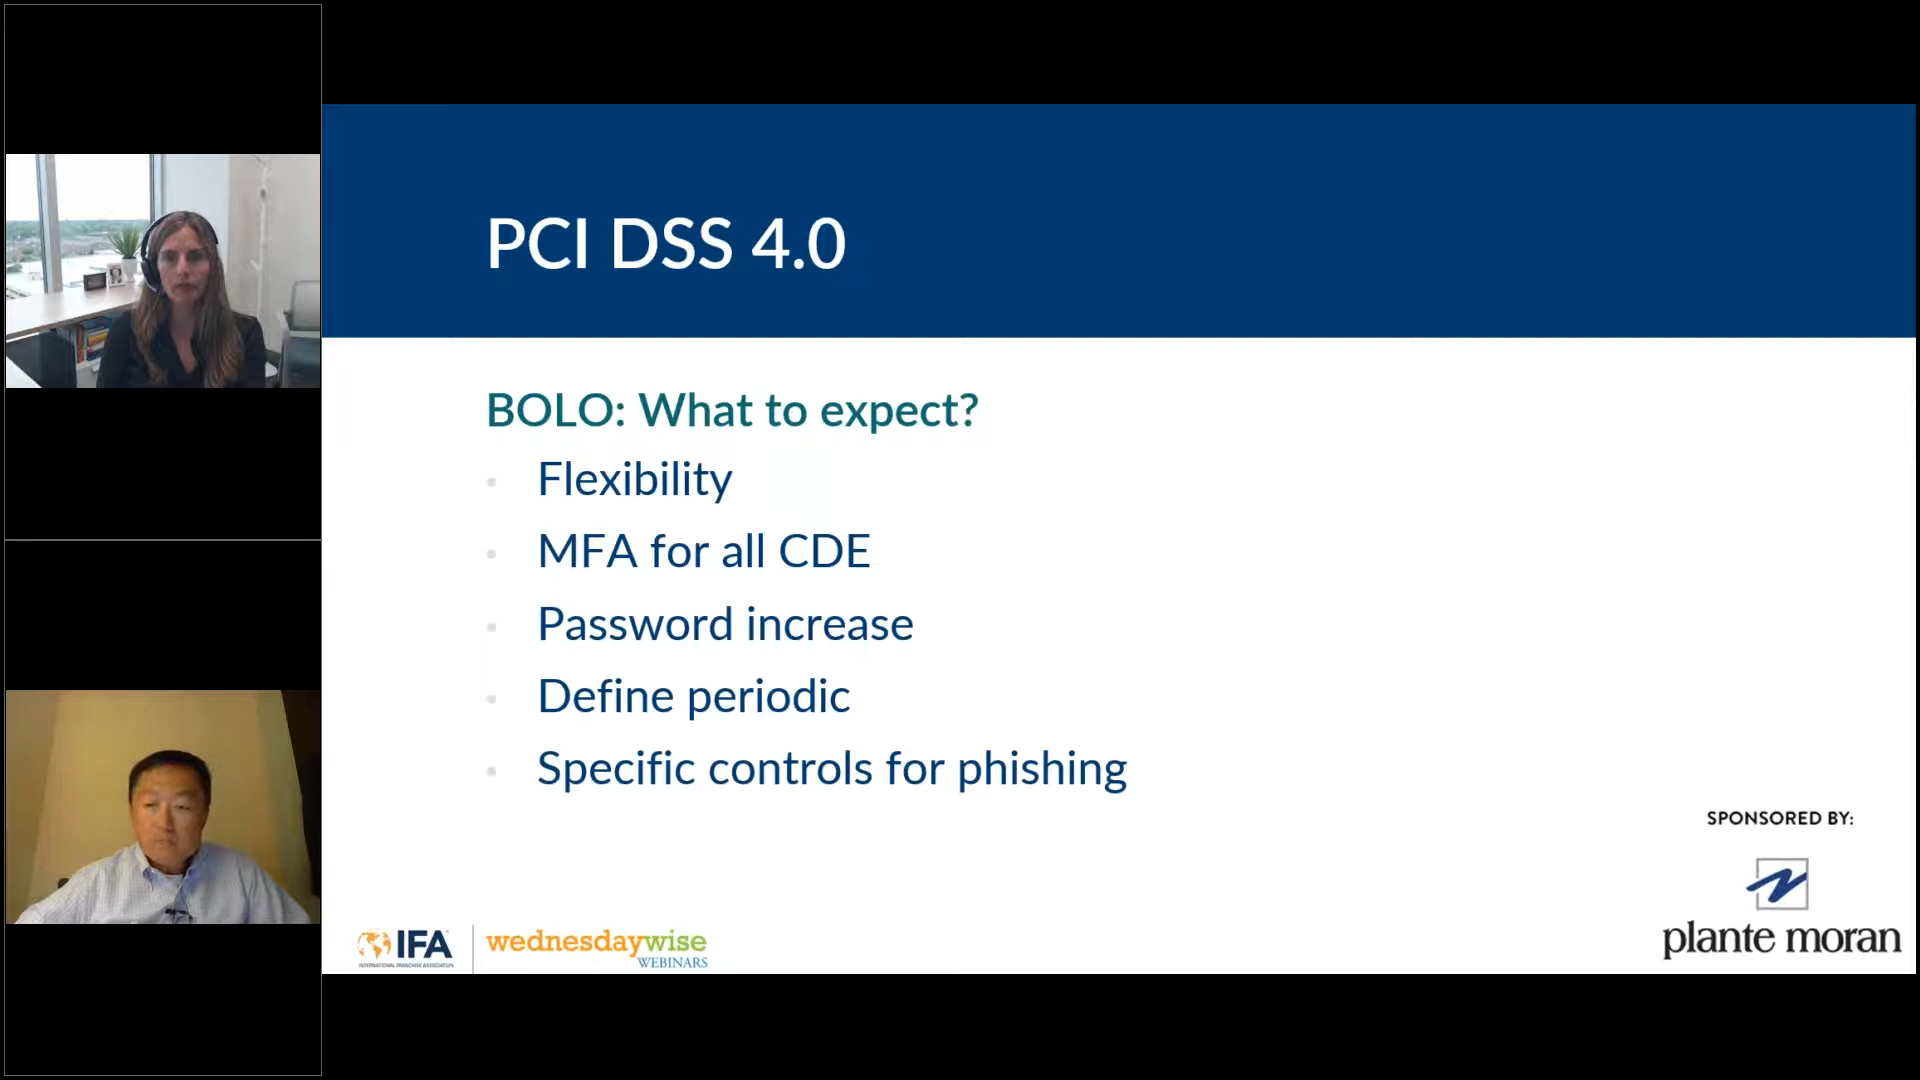 PCI DSS 4.0
BOLO: What to expect?
Flexibility
MFA for all CDE
Password increase
Define periodic
Specific controls for phishing
SPONSORED BY:
plante moran
IFA
INTERNATIONAL FRANCHISE ASSOCIATION
wednesdaywise
WEBINARS